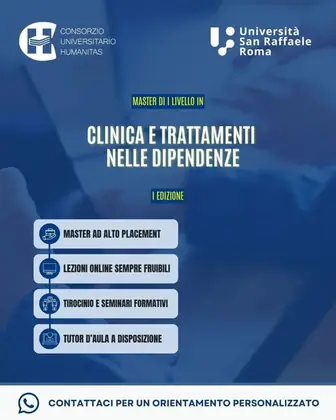 CONSORZIO
UNIVERSITARIO
HUMANITAS
Università
San Raffaele
Roma
MASTER DI I LIVELLO IN
CLINICA E TRATTAMENTI
NELLE DIPENDENZE
I EDIZIONE
MASTER AD ALTO PLACEMENT
LEZIONI ONLINE SEMPRE FRUIBILI
TIROCINIO E SEMINARI FORMATIVI
TUTOR D'AULA A DISPOSIZIONE
CONTATTACI PER UN ORIENTAMENTO PERSONALIZZATO